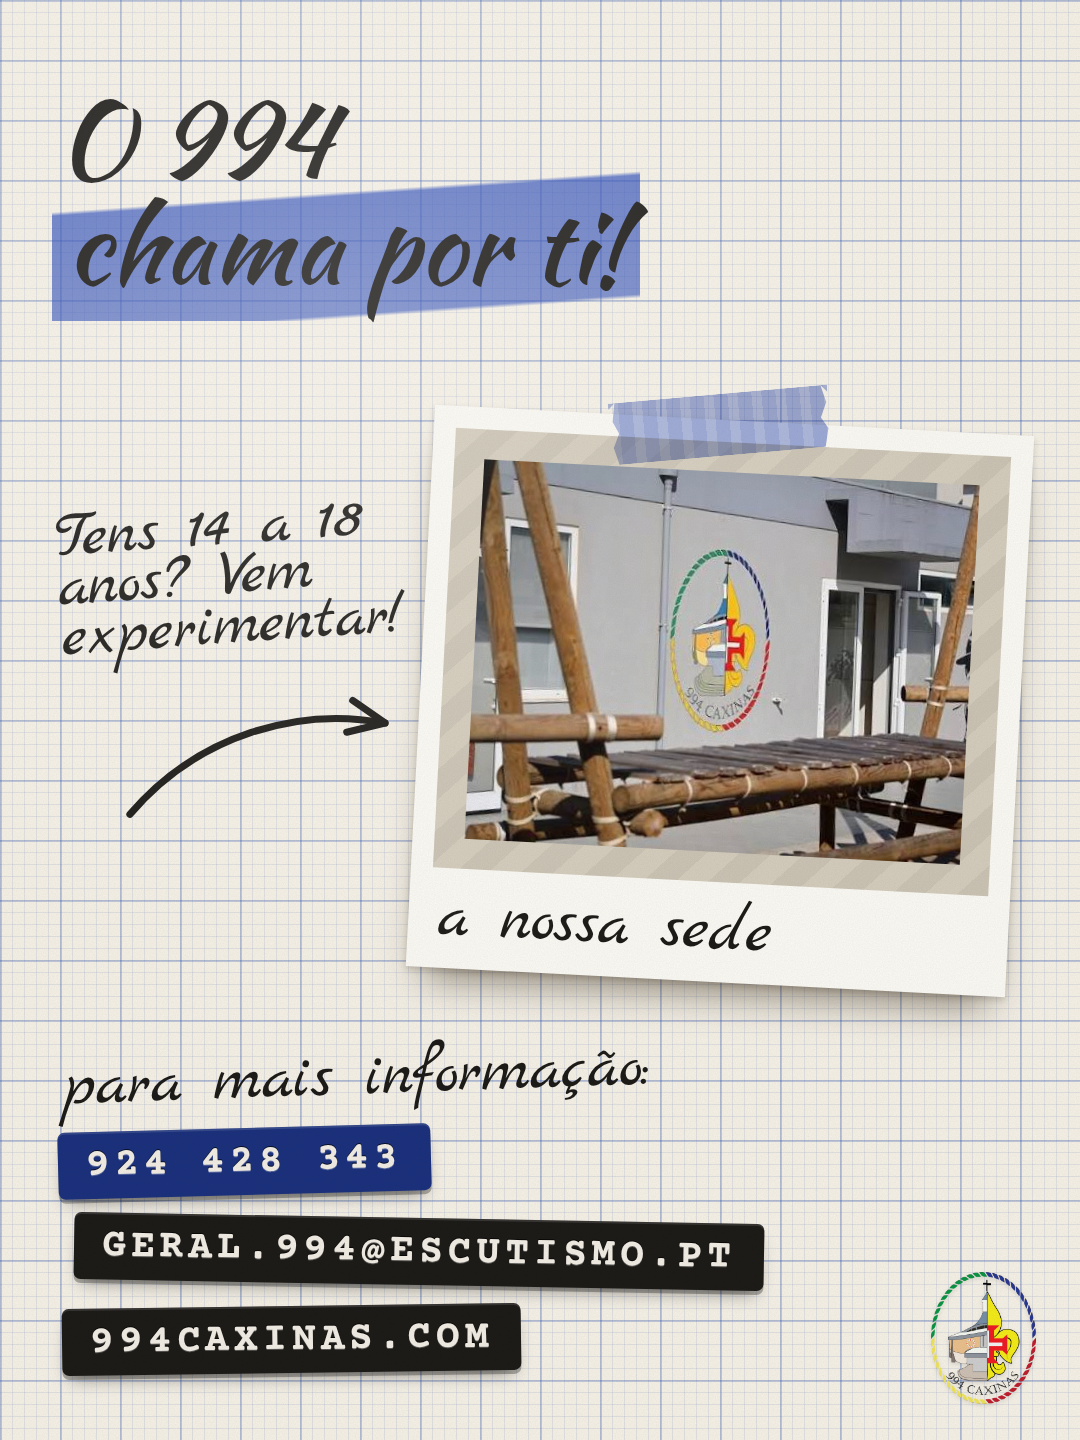 O 994
chama por ti!
Tens 14 a 18
anos? Vem
experimentar!
994 CAXINAS
a nossa sede
para mais informação:
924 428 343
GERAL.994@ESCUTISMO.PT
994CAXINAS.COM
994 CAXINAS